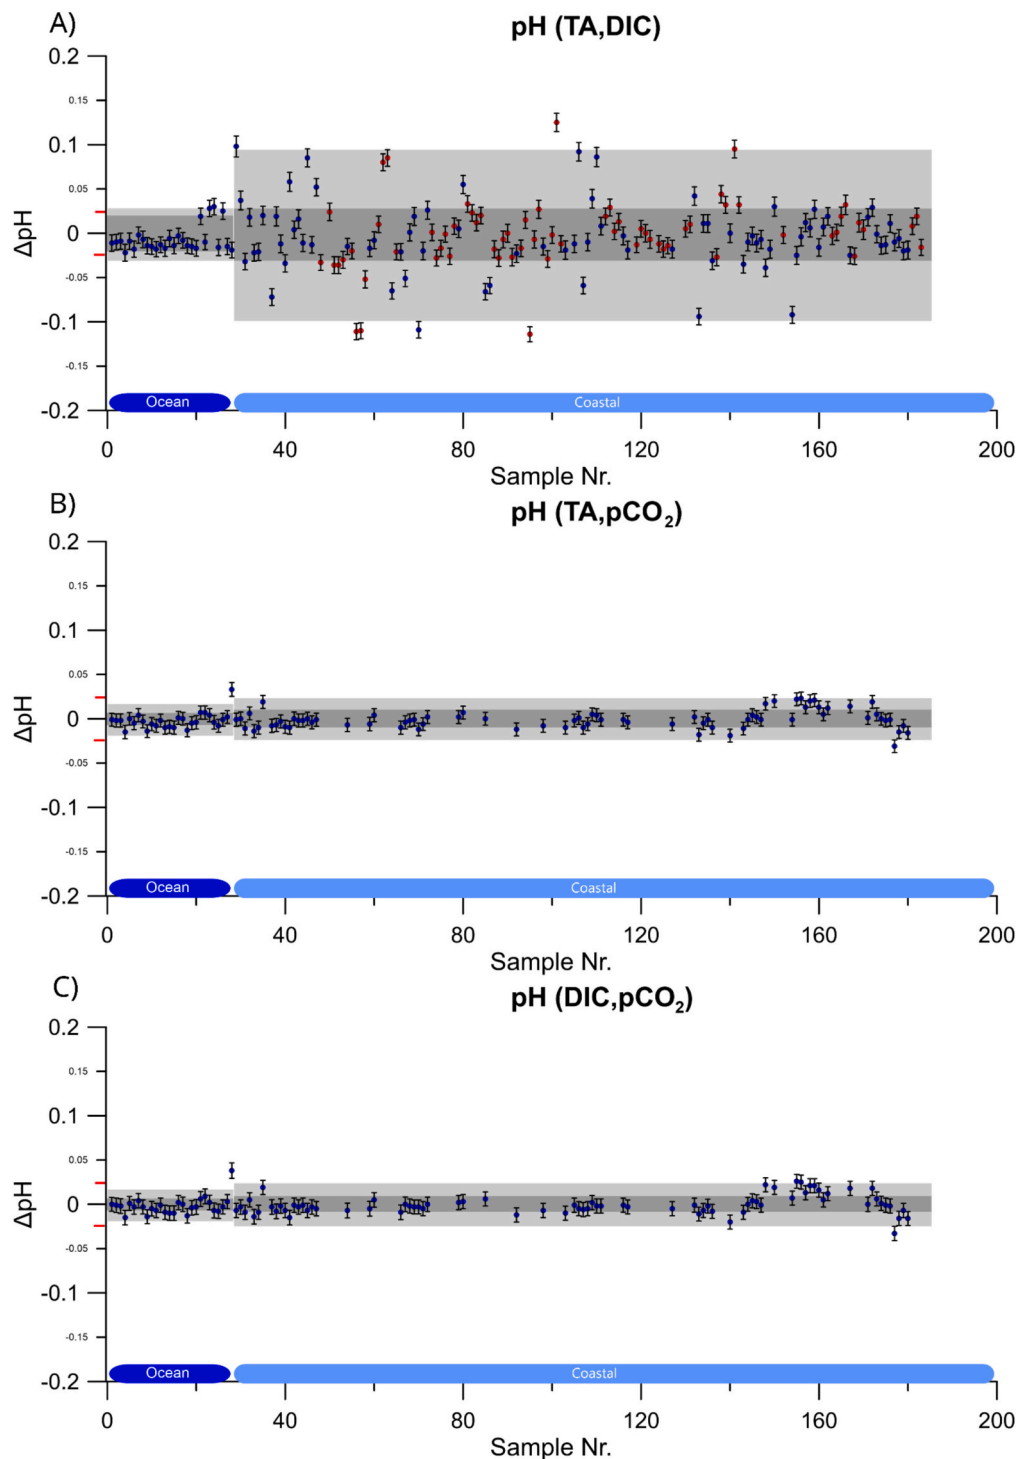 A)
pH (TA,DIC)
0.2
0.15
0.1
0.05
0
-0.05
-0.1
-0.15
-0.2
ΔpH
Ocean
Coastal
0 40 80 120 160 200
Sample Nr.
B)
pH (TA,pCO₂)
0.2
0.15
0.1
0.05
0
-0.05
-0.1
-0.15
-0.2
ΔpH
Ocean
Coastal
0 40 80 120 160 200
Sample Nr.
C)
pH (DIC,pCO₂)
0.2
0.15
0.1
0.05
0
-0.05
-0.1
-0.15
-0.2
ΔpH
Ocean
Coastal
0 40 80 120 160 200
Sample Nr.